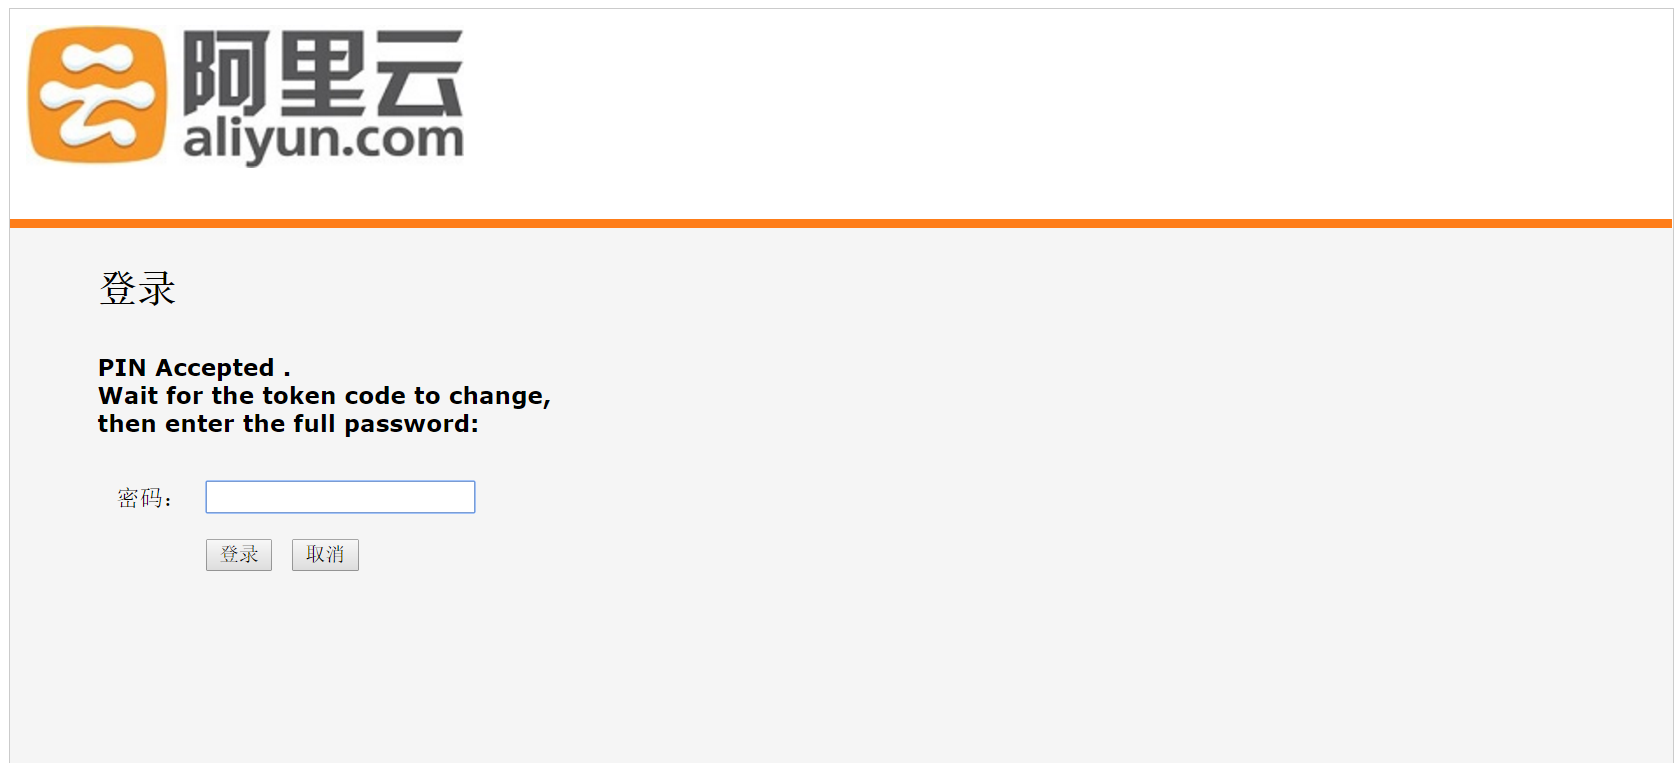 阿里云
aliyun.com
登录
PIN Accepted .
Wait for the token code to change,
then enter the full password:
密码：
登录 取消